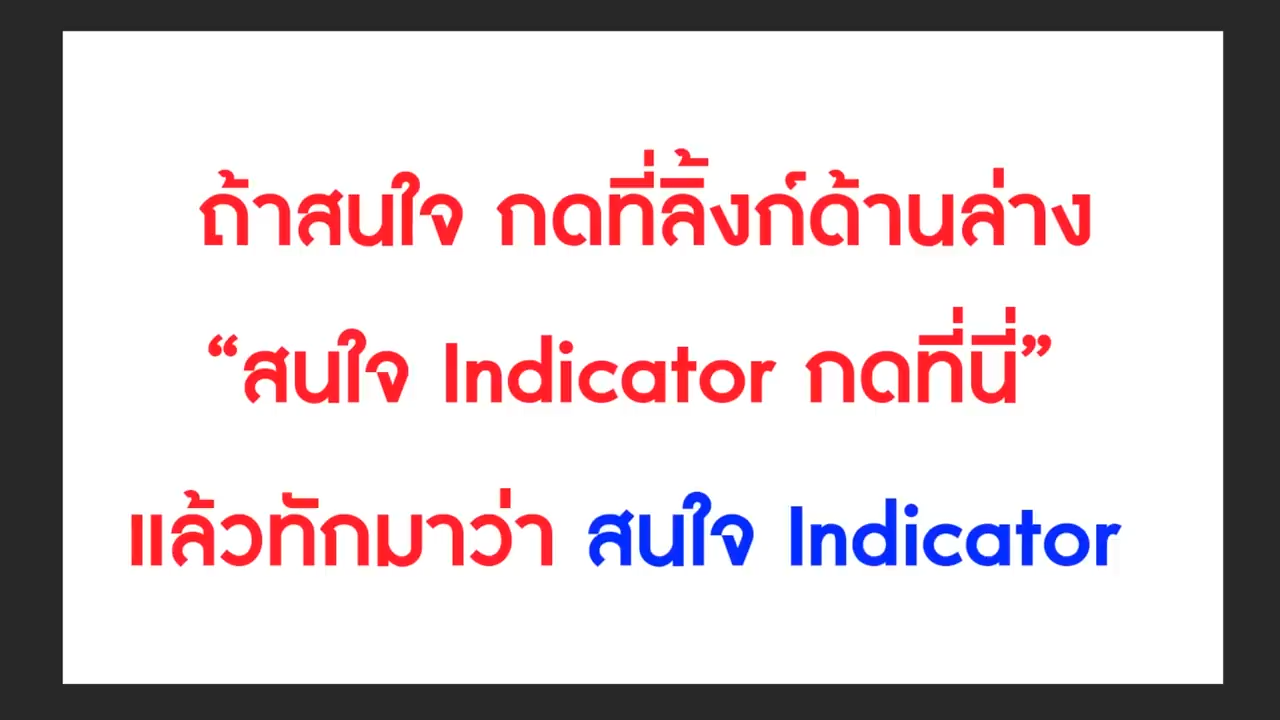 ถ้าสนใจ กดที่ลิ้งก์ด้านล่าง
“สนใจ Indicator กดที่นี่”
แล้วทักมาว่า สนใจ Indicator